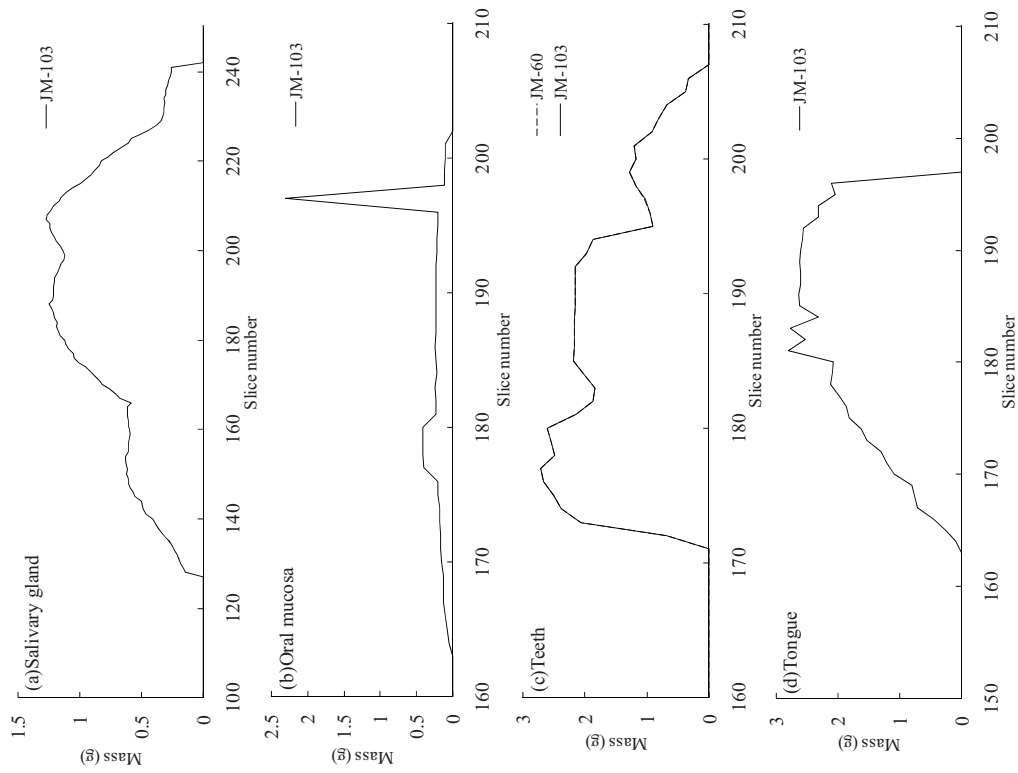 (a)Salivary gland
JM-103
Mass (g)
1.5
1
0.5
0
100
120
140
160
180
200
220
240
Slice number
(b)Oral mucosa
JM-103
Mass (g)
2.5
2
1.5
1
0.5
0
160
170
180
190
200
210
Slice number
(c)Teeth
JM-60
JM-103
Mass (g)
3
2
1
0
160
170
180
190
200
210
Slice number
(d)Tongue
JM-103
Mass (g)
3
2
1
0
150
160
170
180
190
200
210
Slice number